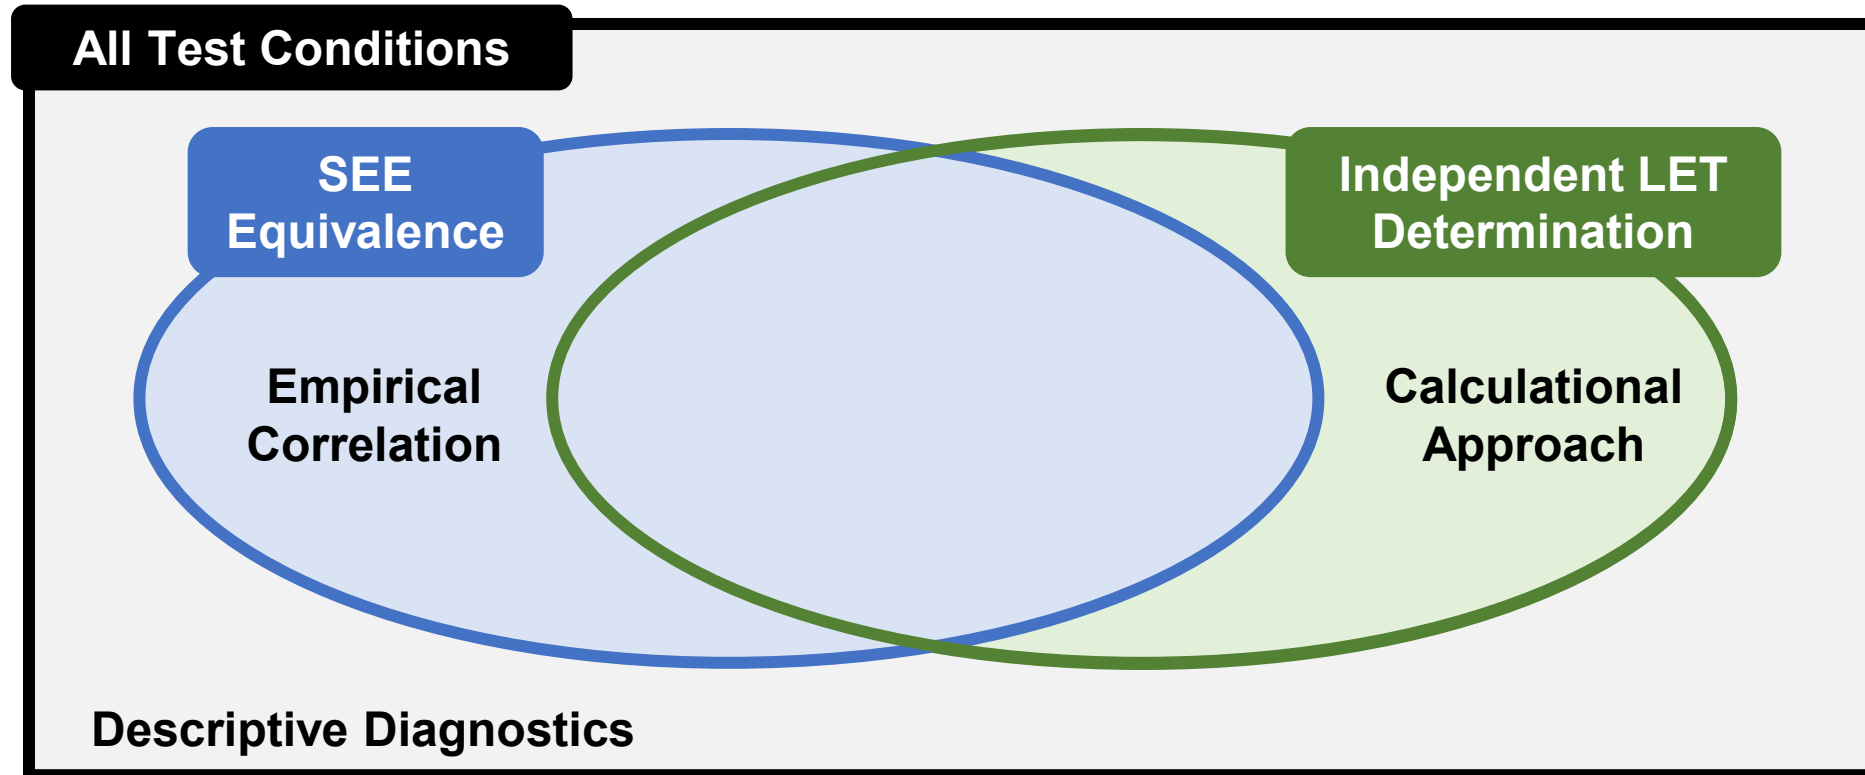 All Test Conditions
SEE
Equivalence
Independent LET
Determination
Empirical
Correlation
Calculational
Approach
Descriptive Diagnostics